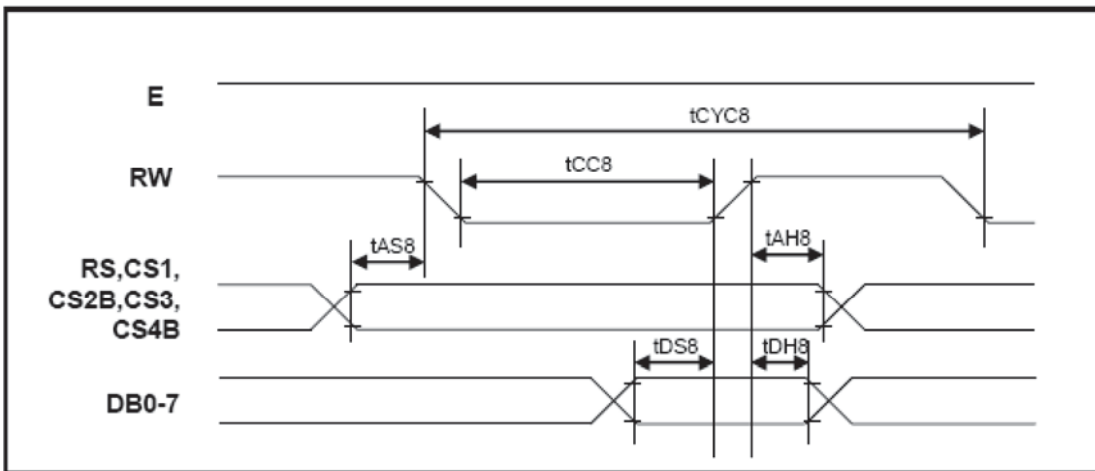 E
tCYC8
RW
tCC8
tAS8
tAH8
RS,CS1,
CS2B,CS3,
CS4B
tDS8
tDH8
DB0-7